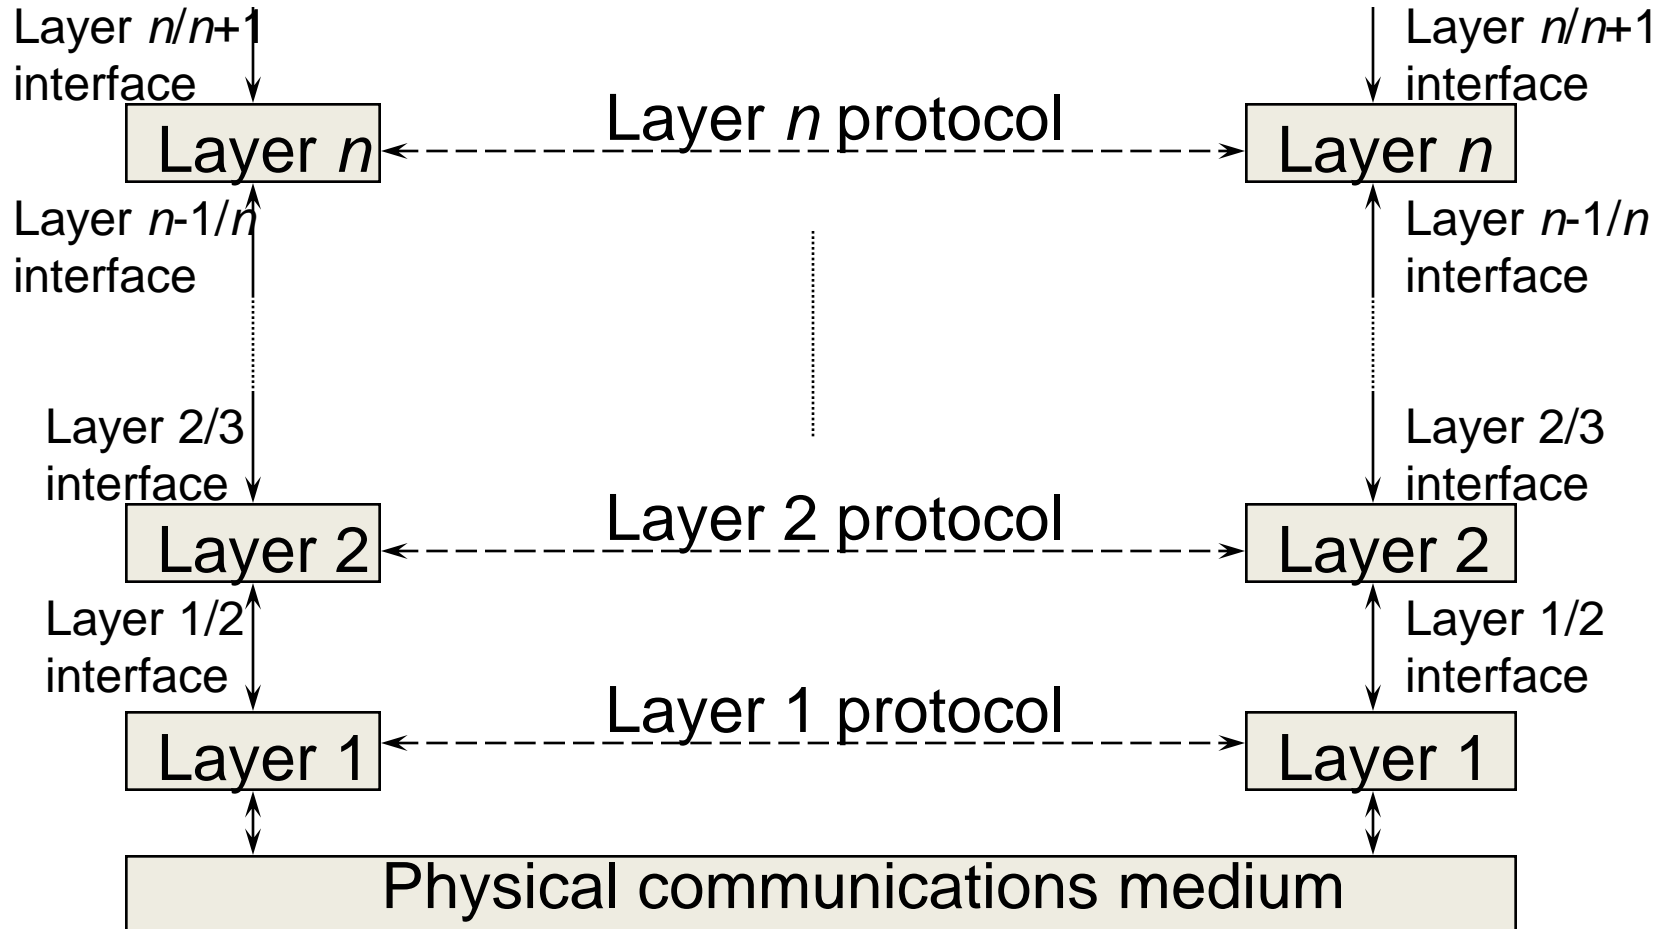 Layer n/n+1
interface
Layer n/n+1
interface
Layer n
Layer n protocol
Layer n
Layer n-1/n
interface
Layer n-1/n
interface
Layer 2/3
interface
Layer 2/3
interface
Layer 2
Layer 2 protocol
Layer 2
Layer 1/2
interface
Layer 1/2
interface
Layer 1
Layer 1 protocol
Layer 1
Physical communications medium